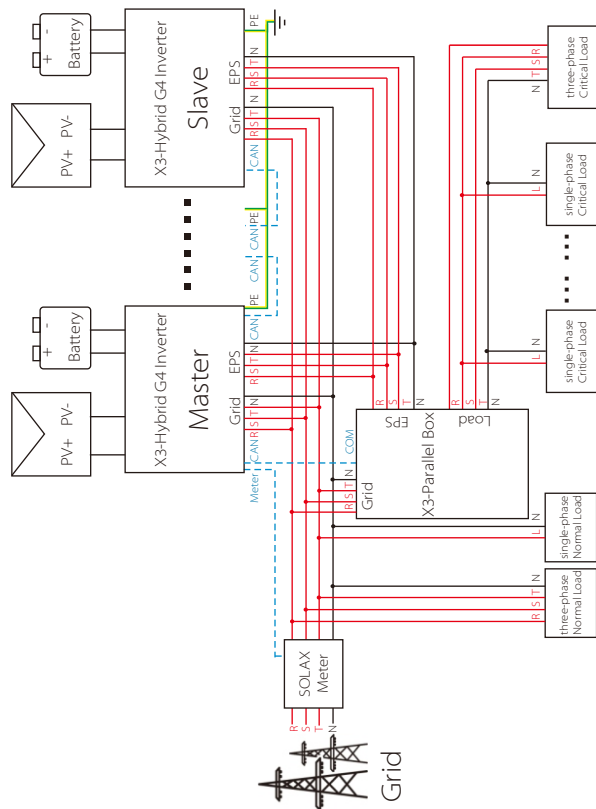 PV+ PV-
+ -
Battery
PV+ PV-
+ -
Battery
X3-Hybrid G4 Inverter
Master
Grid
EPS
Meter CAN R S T N R S T N CAN PE
CAN CAN PE
X3-Hybrid G4 Inverter
Slave
Grid
EPS
CAN R S T N R S T N PE
R
S
T
N
SOLAX
Meter
Grid
COM
R S T N
Grid
X3-Parallel Box
EPS
R
S
T
N
Load
R
S
T
N
R S T N
three-phase
Normal Load
L N
single-phase
Normal Load
L N
single-phase
Critical Load
L N
single-phase
Critical Load
N T S R
three-phase
Critical Load